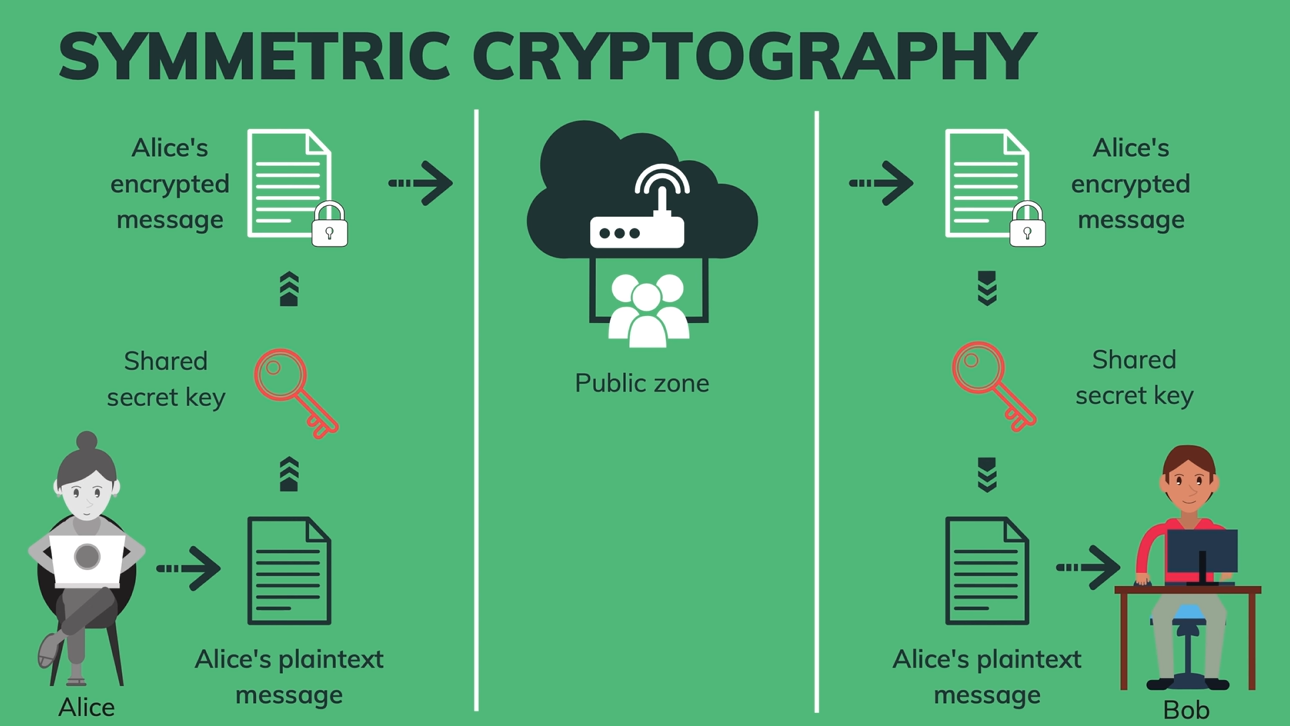 SYMMETRIC CRYPTOGRAPHY
Alice's
encrypted
message
Shared
secret key
Alice's plaintext
message
Alice
Public zone
Alice's
encrypted
message
Shared
secret key
Alice's plaintext
message
Bob